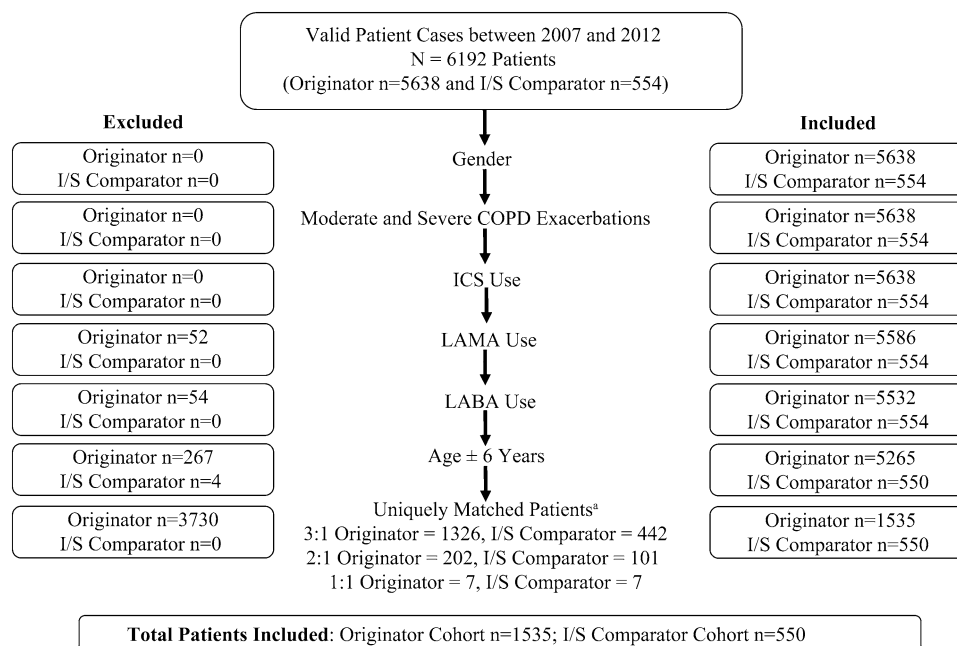 Valid Patient Cases between 2007 and 2012
N = 6192 Patients
(Originator n=5638 and I/S Comparator n=554)
Excluded
Included
Originator n=0
I/S Comparator n=0
Gender
Originator n=5638
I/S Comparator n=554
Originator n=0
I/S Comparator n=0
Moderate and Severe COPD Exacerbations
Originator n=5638
I/S Comparator n=554
Originator n=0
I/S Comparator n=0
ICS Use
Originator n=5638
I/S Comparator n=554
Originator n=52
I/S Comparator n=0
LAMA Use
Originator n=5586
I/S Comparator n=554
Originator n=54
I/S Comparator n=0
LABA Use
Originator n=5532
I/S Comparator n=554
Originator n=267
I/S Comparator n=4
Age ± 6 Years
Originator n=5265
I/S Comparator n=550
Originator n=3730
I/S Comparator n=0
Uniquely Matched Patientsª
3:1 Originator = 1326, I/S Comparator = 442
2:1 Originator = 202, I/S Comparator = 101
1:1 Originator = 7, I/S Comparator = 7
Originator n=1535
I/S Comparator n=550
Total Patients Included: Originator Cohort n=1535; I/S Comparator Cohort n=550